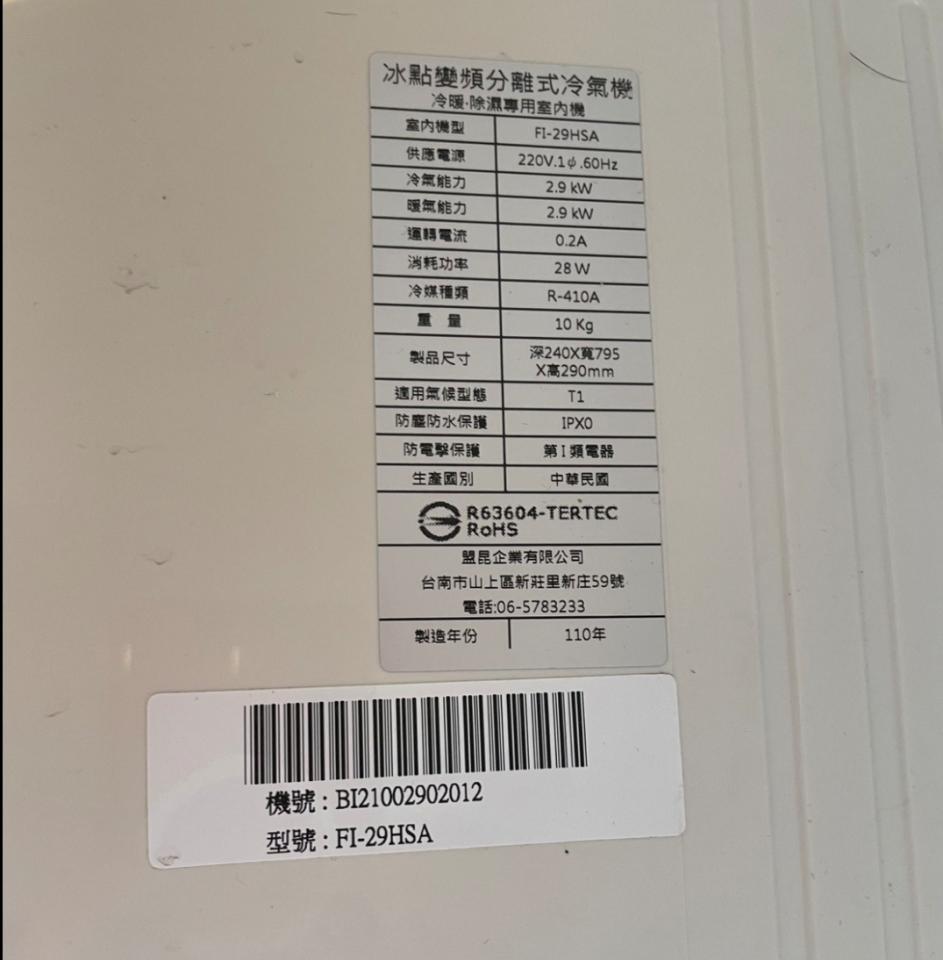 冰點變頻分離式冷氣機
冷暖·除濕專用室內機
室內機型 FI-29HSA
供應電源 220V.1φ.60Hz
冷氣能力 2.9 kW
暖氣能力 2.9 kW
運轉電流 0.2A
消耗功率 28 W
冷媒種類 R-410A
重 量 10 Kg
製品尺寸 深240X寬795
X高290mm
適用氣候型態 T1
防塵防水保護 IPX0
防電擊保護 第 I 類電器
生產國別 中華民國
R63604-TERTEC
RoHS
盟昆企業有限公司
台南市山上區新莊里新庄59號
電話:06-5783233
製造年份 110年
機號 : BI21002902012
型號 : FI-29HSA